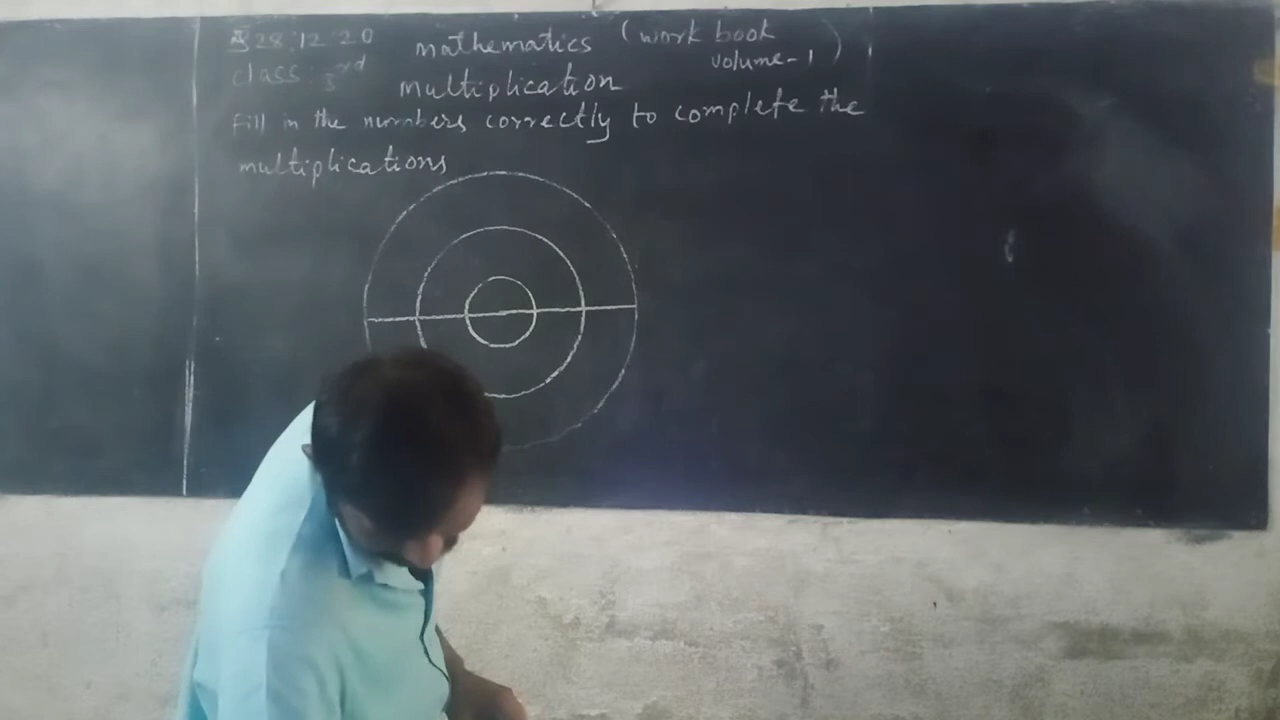 28.12.20 mathematics (work book volume-1)
class: 3rd multiplication
Fill in the numbers correctly to complete the
multiplications